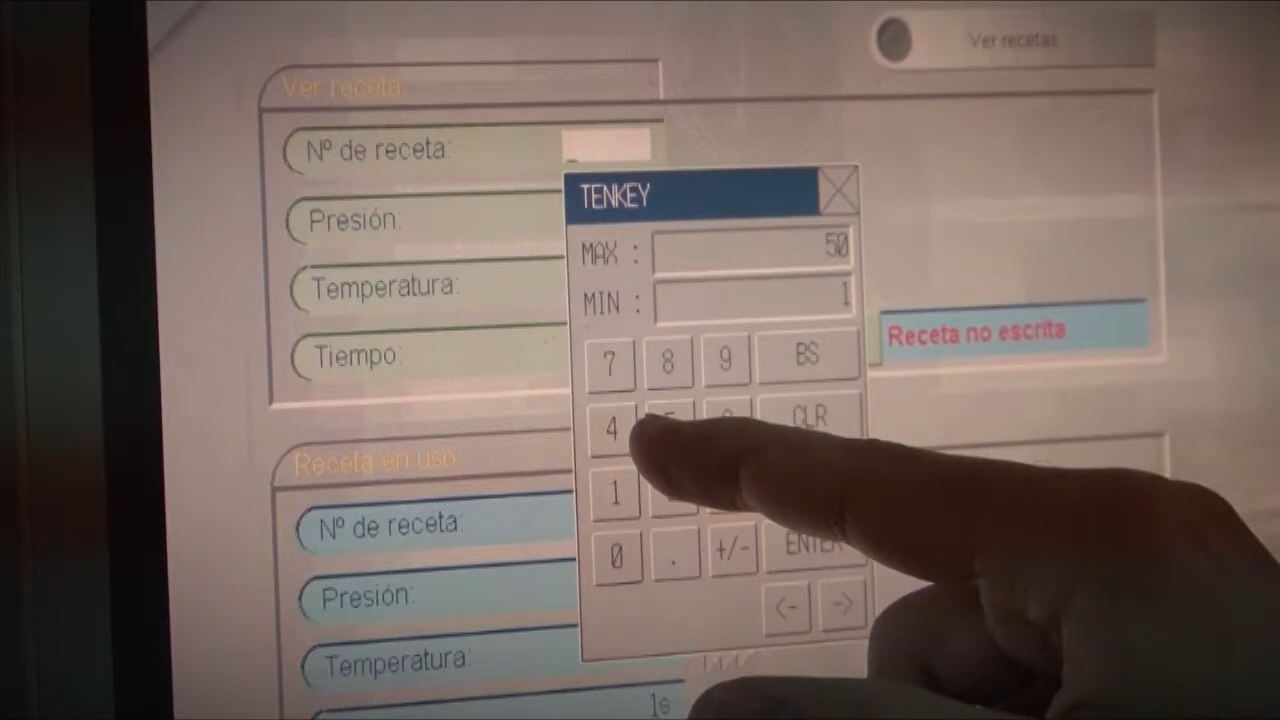 Ver recetas
Ver receta
Nº de receta:
TENKEY
Presión:
MAX : 50
Temperatura:
MIN : 1
Receta no escrita
Tiempo:
7 8 9 BS
4 CLR
Receta en uso
1
Nº de receta:
0 . +/- ENTER
Presión:
<- ->
Temperatura:
1s